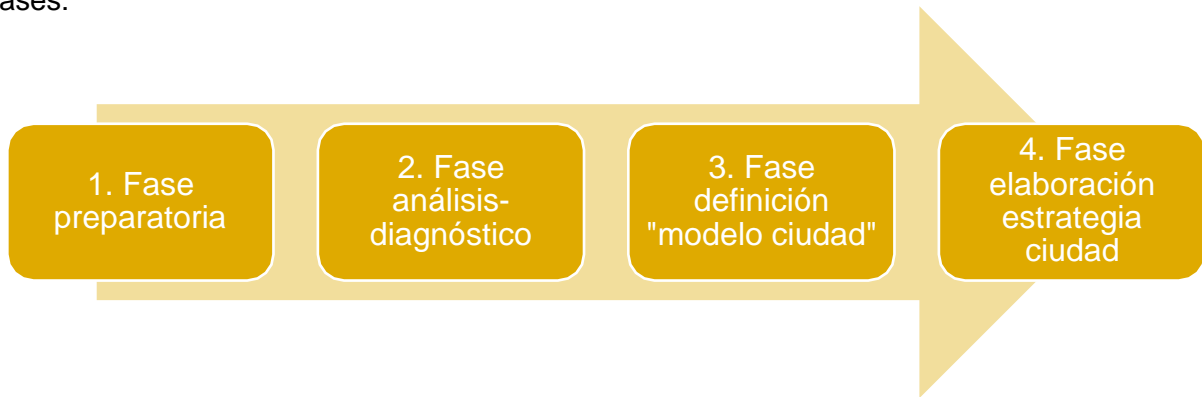 ases:
1. Fase
preparatoria
2. Fase
análisis-
diagnóstico
3. Fase
definición
"modelo ciudad"
4. Fase
elaboración
estrategia
ciudad